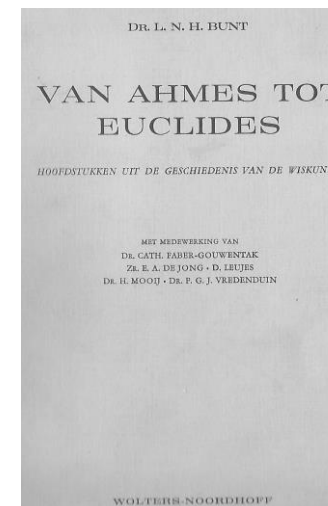 DR. L. N. H. BUNT
VAN AHMES TOT
EUCLIDES
HOOFDSTUKKEN UIT DE GESCHIEDENIS VAN DE WISKUN
MET MEDEWERKING VAN
DR. CATH. FABER-GOUWENTAK
ZR. E. A. DE JONG · D. LEUJES
DR. H. MOOIJ · DR. P. G. J. VREDENDUIN
WOLTERS-NOORDHOFF